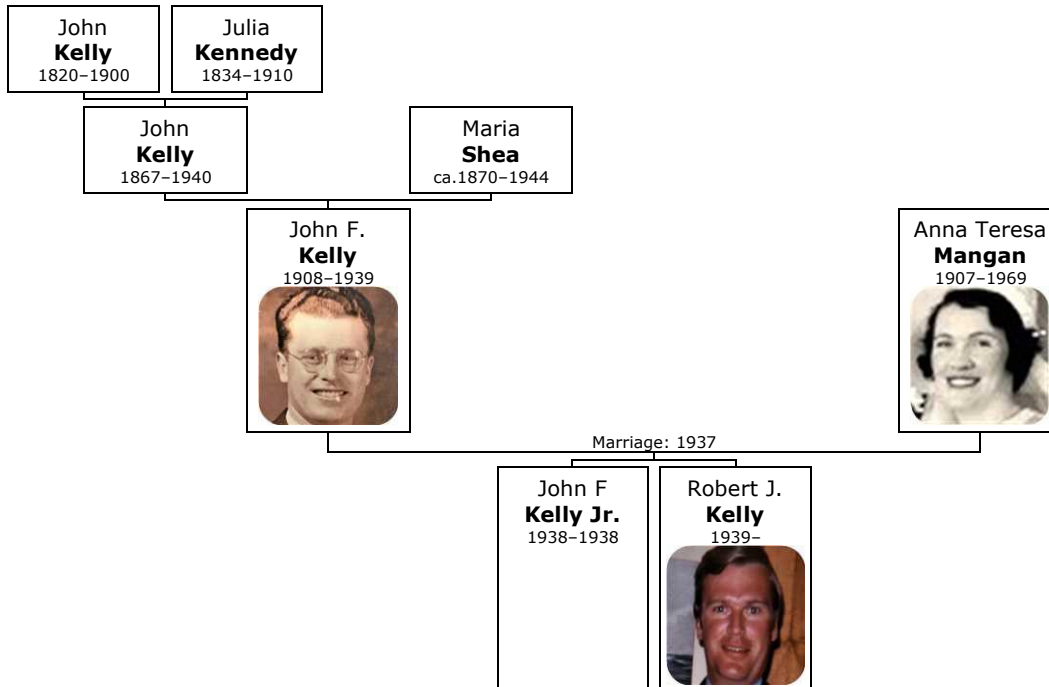 John
Kelly
1820–1900
Julia
Kennedy
1834–1910
John
Kelly
1867–1940
Maria
Shea
ca.1870–1944
John F.
Kelly
1908–1939
Anna Teresa
Mangan
1907–1969
Marriage: 1937
John F
Kelly Jr.
1938–1938
Robert J.
Kelly
1939–